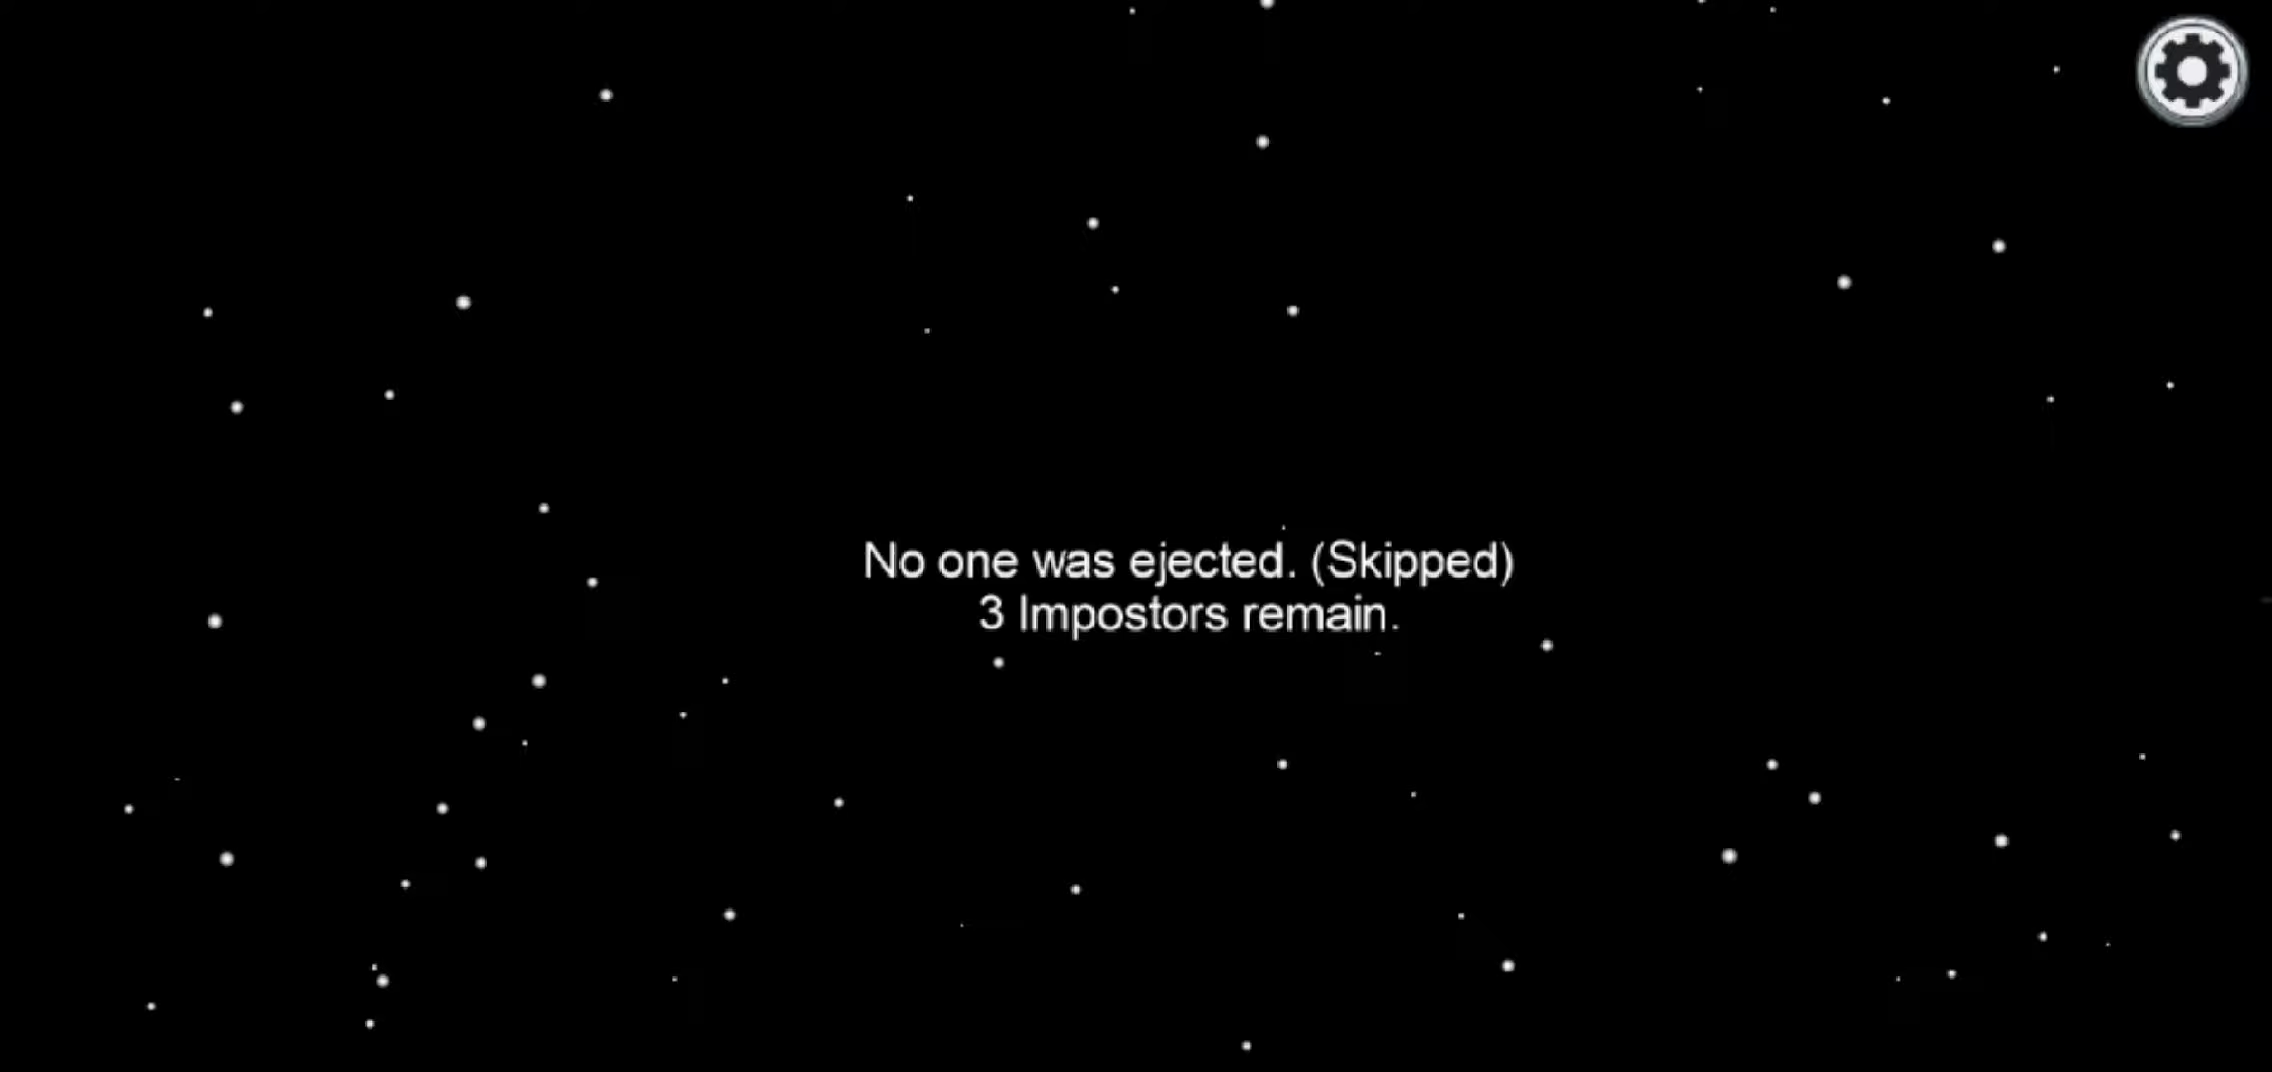 No one was ejected. (Skipped)
3 Impostors remain.